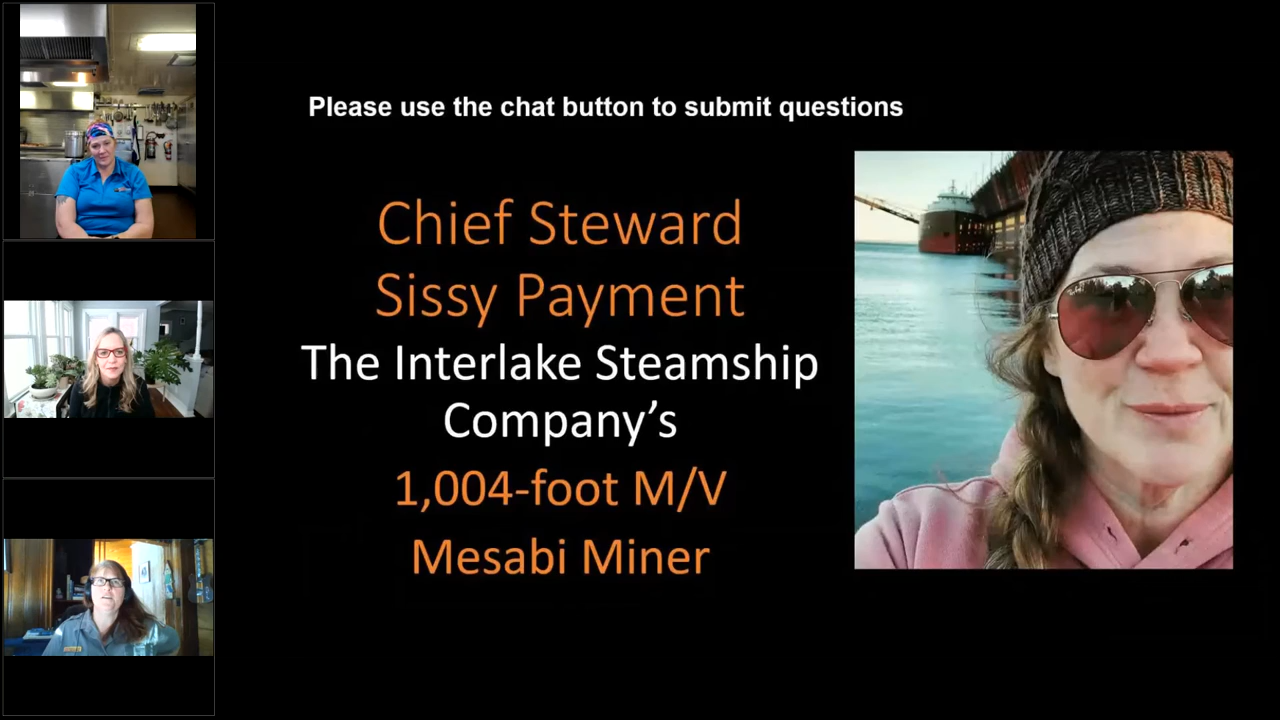 Please use the chat button to submit questions
Chief Steward
Sissy Payment
The Interlake Steamship
Company’s
1,004-foot M/V
Mesabi Miner